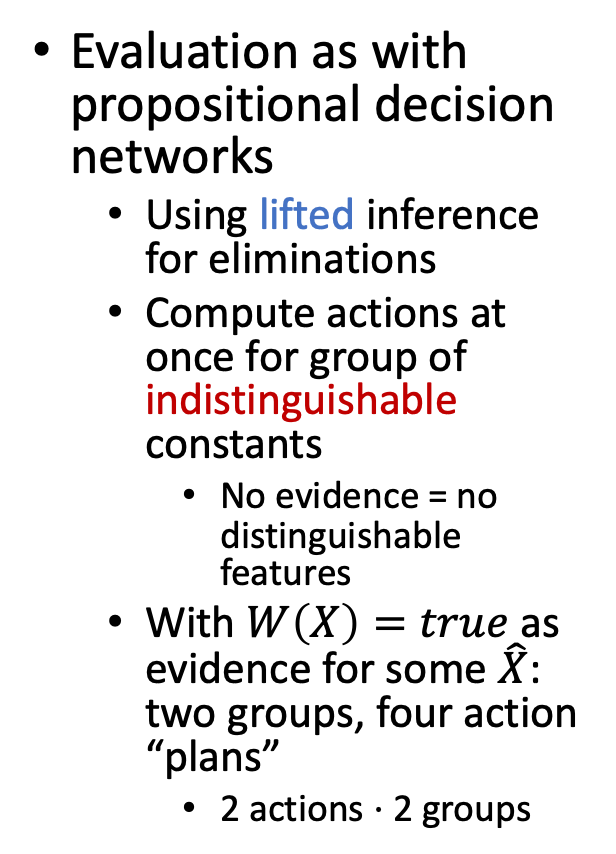 • Evaluation as with
propositional decision
networks
• Using lifted inference
for eliminations
• Compute actions at
once for group of
indistinguishable
constants
• No evidence = no
distinguishable
features
• With W(X) = true as
evidence for some X̂:
two groups, four action
“plans”
• 2 actions · 2 groups